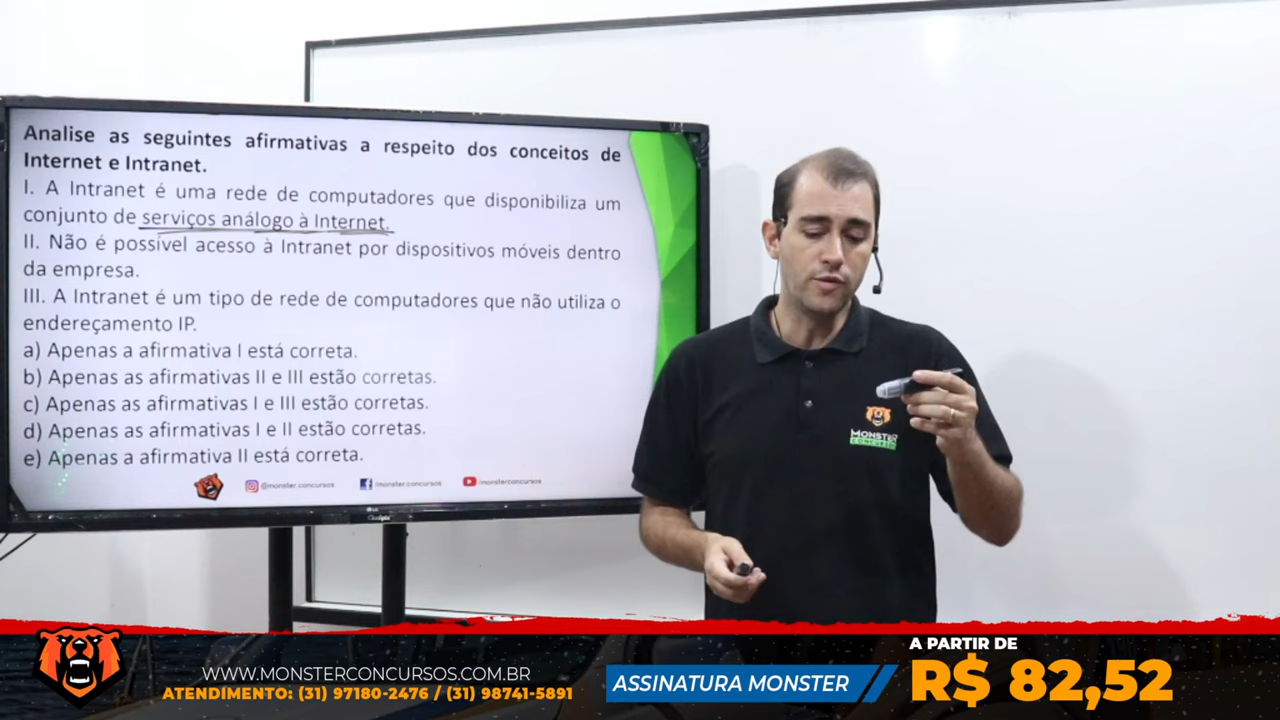 Analise as seguintes afirmativas a respeito dos conceitos de
Internet e Intranet.
I. A Intranet é uma rede de computadores que disponibiliza um
conjunto de serviços análogo à Internet.
II. Não é possível acesso à Intranet por dispositivos móveis dentro
da empresa.
III. A Intranet é um tipo de rede de computadores que não utiliza o
endereçamento IP.
a) Apenas a afirmativa I está correta.
b) Apenas as afirmativas II e III estão corretas.
c) Apenas as afirmativas I e III estão corretas.
d) Apenas as afirmativas I e II estão corretas.
e) Apenas a afirmativa II está correta.
@monster.concursos /monster.concursos /monsterconcursos
MONSTER
CONCURSOS
WWW.MONSTERCONCURSOS.COM.BR
ATENDIMENTO: (31) 97180-2476 / (31) 98741-5891
ASSINATURA MONSTER
A PARTIR DE
R$ 82,52